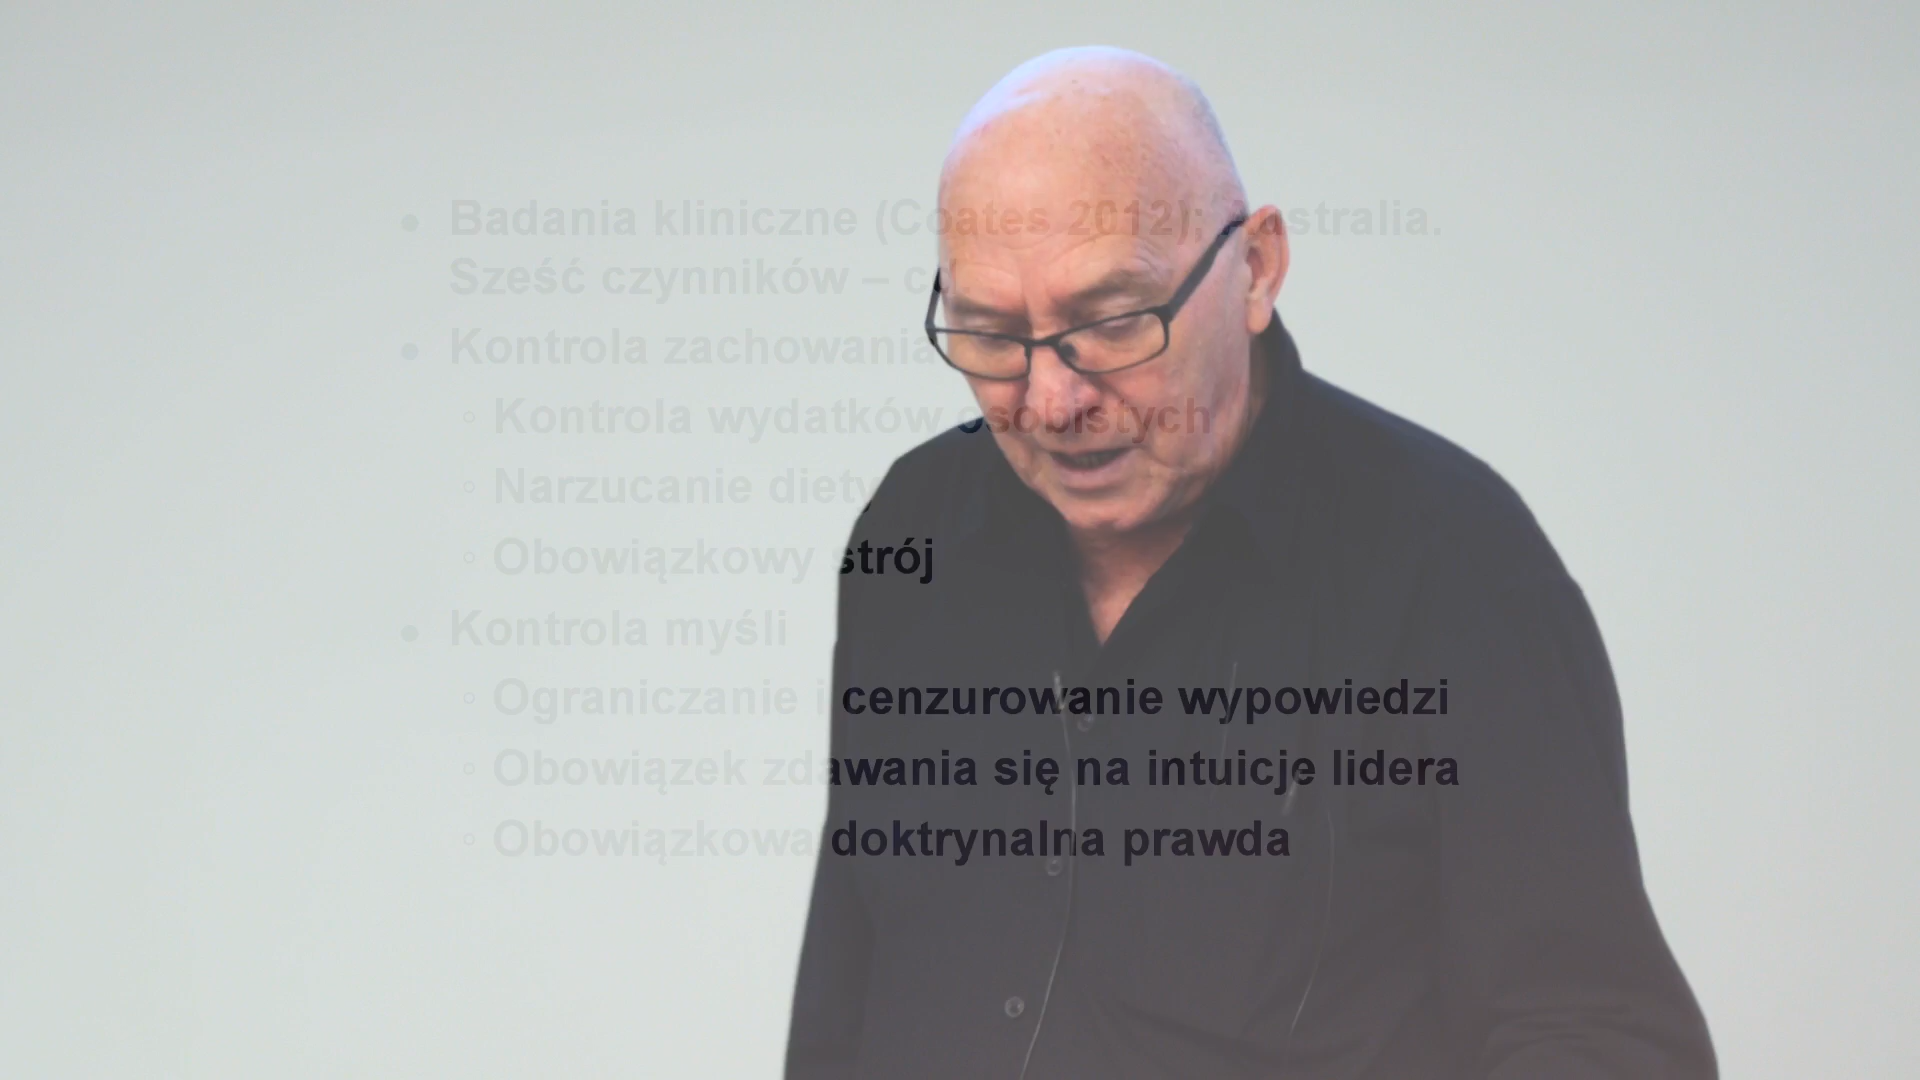 • Badania kliniczne (Coates 2012); Australia.
Sześć czynników –
• Kontrola zachowania
◦ Kontrola wydatków osobistych
◦ Narzucanie diety
◦ Obowiązkowy strój
• Kontrola myśli
◦ Ograniczanie i cenzurowanie wypowiedzi
◦ Obowiązek zdawania się na intuicje lidera
◦ Obowiązkowa doktrynalna prawda